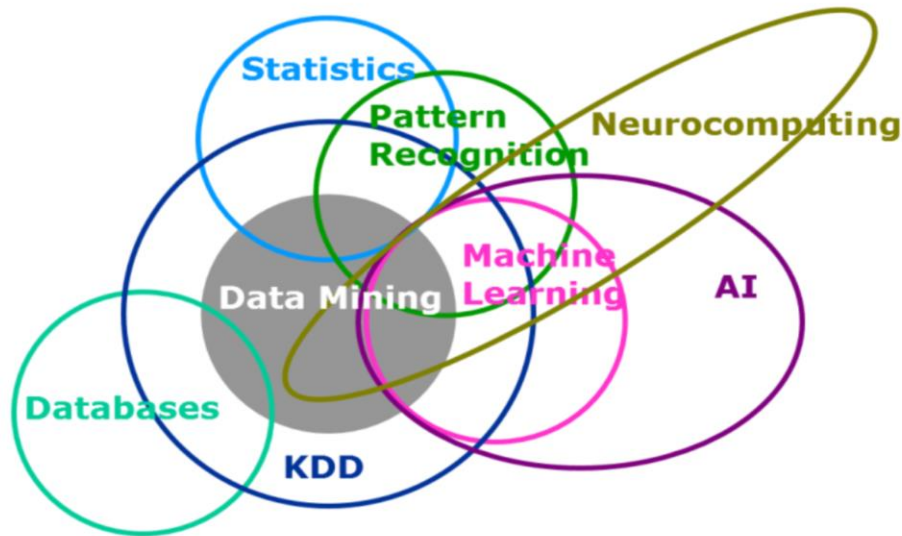 Statistics
Pattern
Recognition
Neurocomputing
Machine
Learning
AI
Data Mining
Databases
KDD